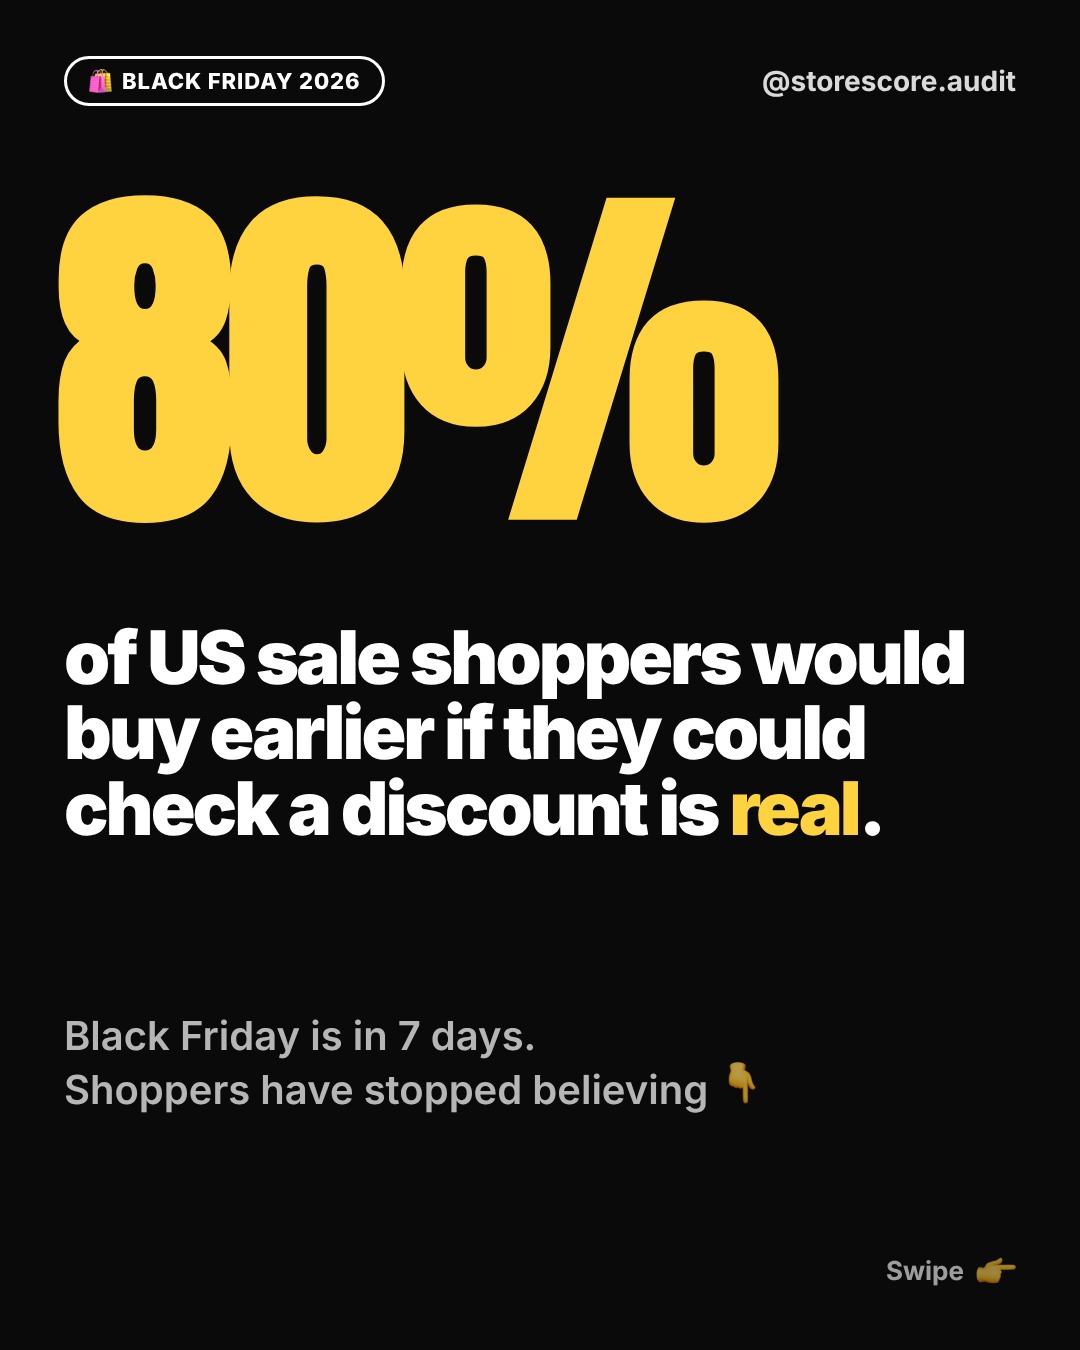 🛍️ BLACK FRIDAY 2026
@storescore.audit
80%
of US sale shoppers would
buy earlier if they could
check a discount is real.
Black Friday is in 7 days.
Shoppers have stopped believing 👇
Swipe 👉